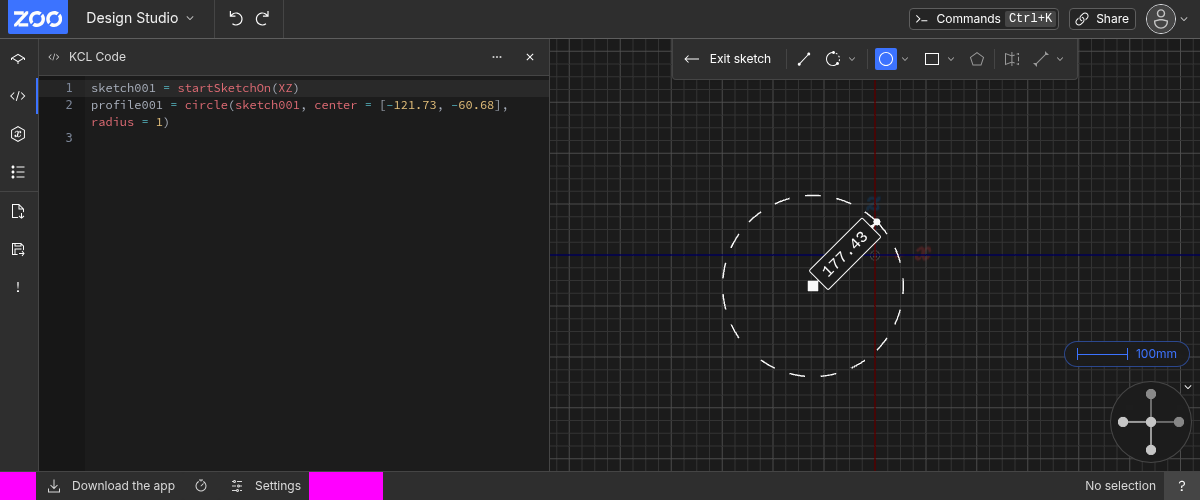 ZOO
Design Studio
Commands Ctrl+K
Share
KCL Code
Exit sketch
1 sketch001 = startSketchOn(XZ)
2 profile001 = circle(sketch001, center = [-121.73, -60.68],
radius = 1)
3
177.43
100mm
Download the app
Settings
No selection
?